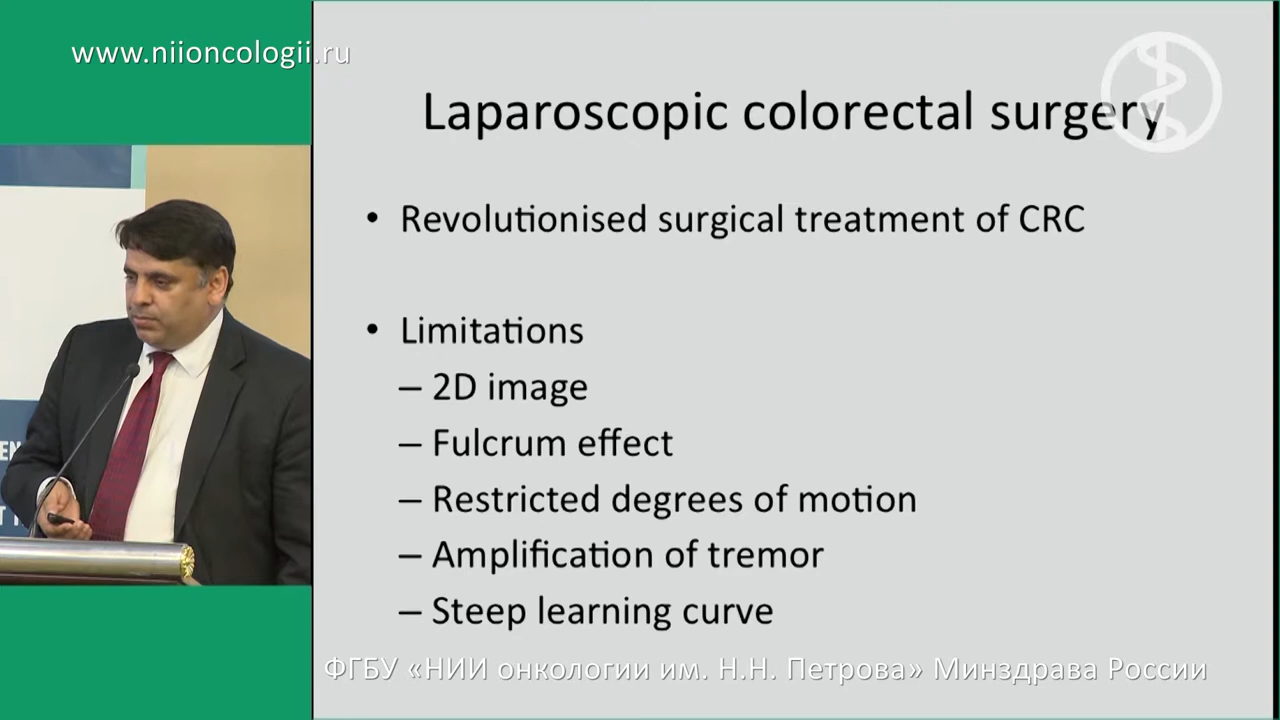 www.niioncologii.ru
Laparoscopic colorectal surgery
• Revolutionised surgical treatment of CRC
• Limitations
– 2D image
– Fulcrum effect
– Restricted degrees of motion
– Amplification of tremor
– Steep learning curve
ФГБУ «НИИ онкологии им. Н.Н. Петрова» Минздрава России